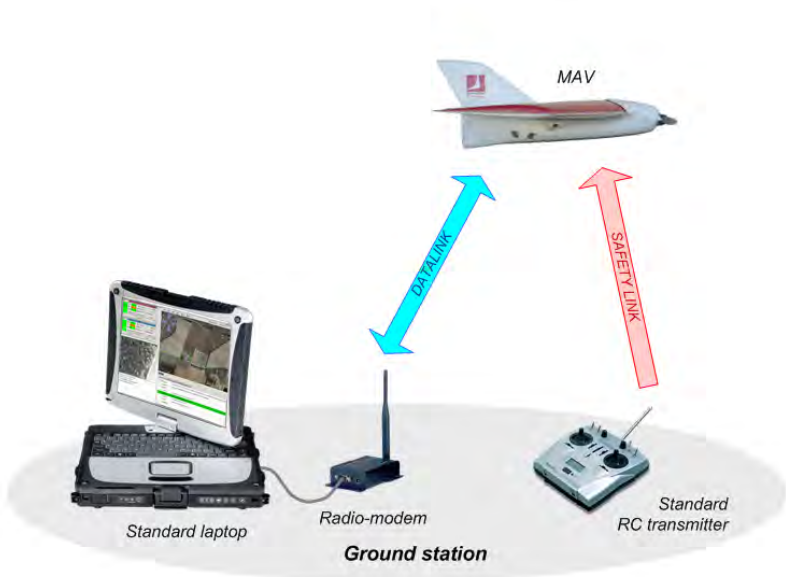 MAV
DATALINK
SAFETY LINK
Standard laptop
Radio-modem
Standard
RC transmitter
Ground station